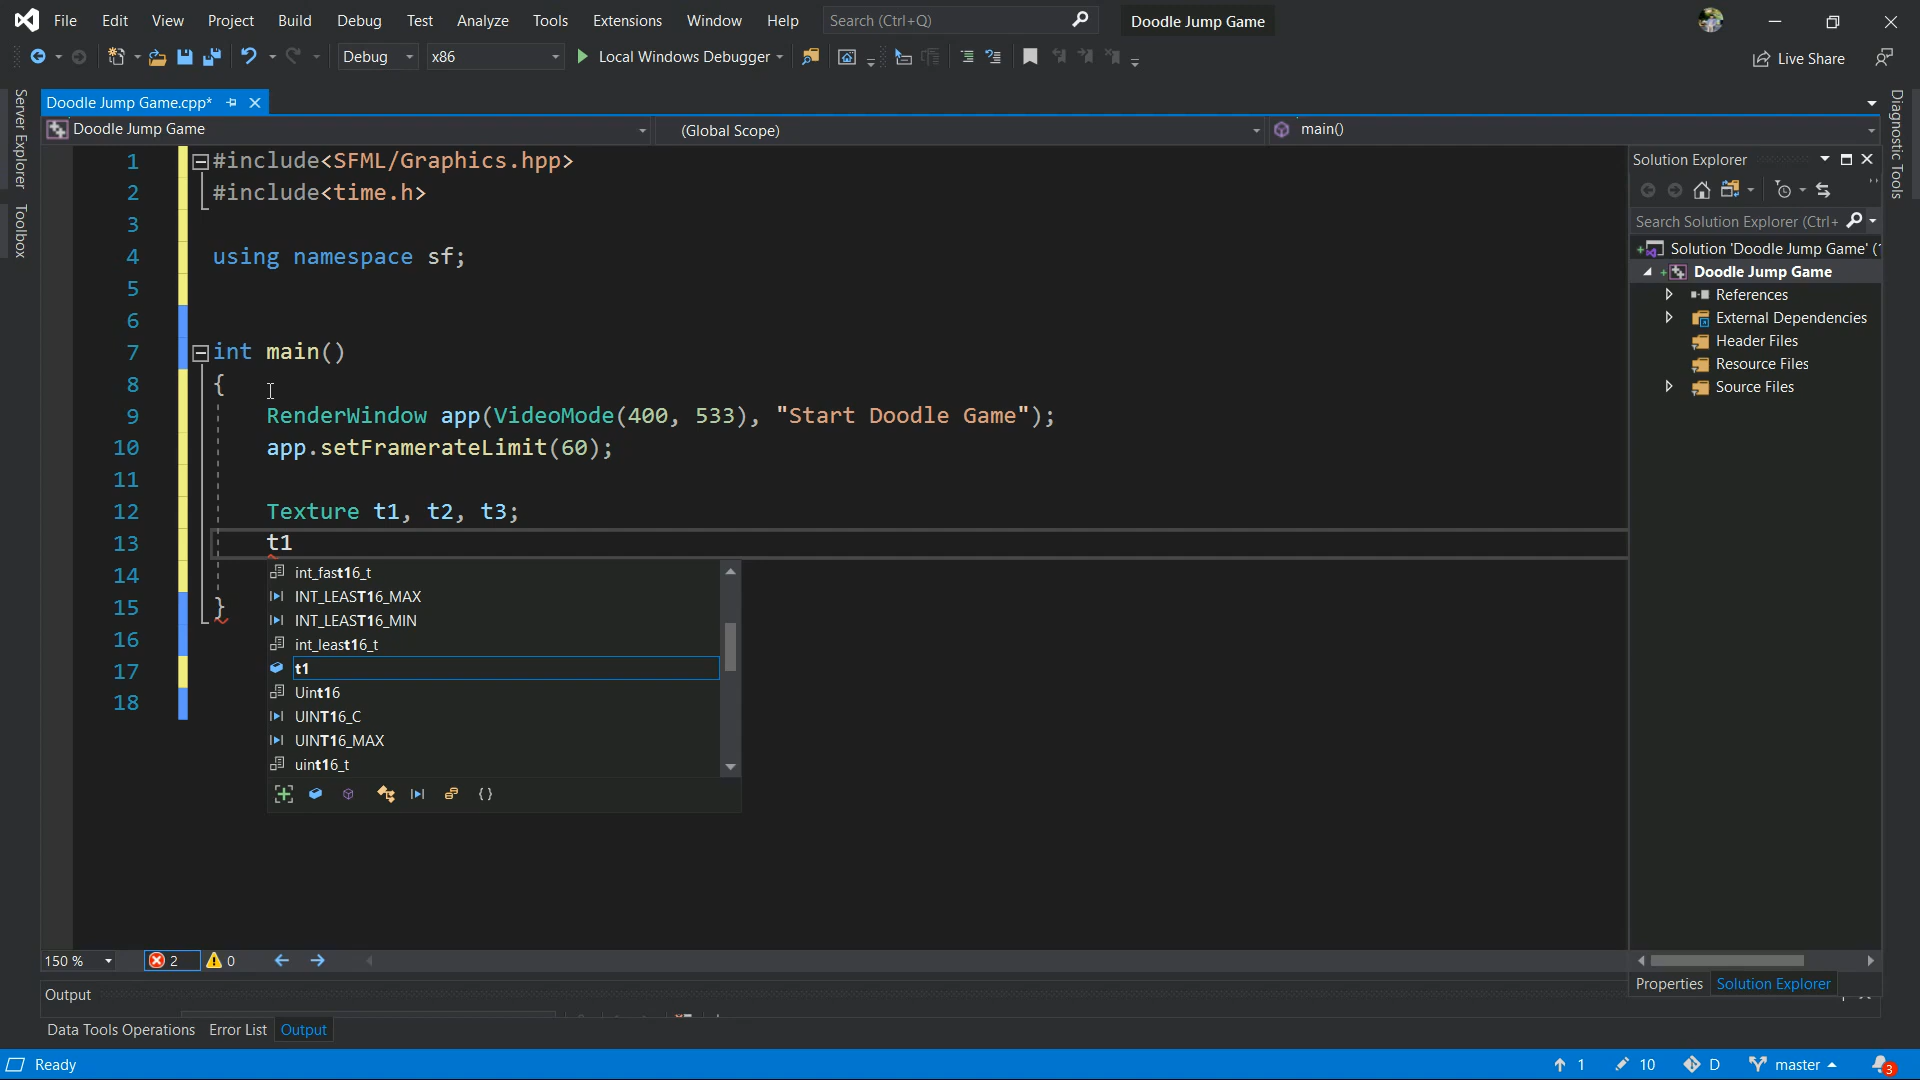 File Edit View Project Build Debug Test Analyze Tools Extensions Window Help Search (Ctrl+Q) Doodle Jump Game
Debug x86 Local Windows Debugger Live Share
Server Explorer
Toolbox
Doodle Jump Game.cpp*
Doodle Jump Game (Global Scope) main()
1 #include<SFML/Graphics.hpp>
2 #include<time.h>
3
4 using namespace sf;
5
6
7 int main()
8 {
9 RenderWindow app(VideoMode(400, 533), "Start Doodle Game");
10 app.setFramerateLimit(60);
11
12 Texture t1, t2, t3;
13 t1
14
15 }
16
17
18
int_fast16_t
INT_LEAST16_MAX
INT_LEAST16_MIN
int_least16_t
t1
Uint16
UINT16_C
UINT16_MAX
uint16_t
Solution Explorer
Search Solution Explorer (Ctrl+
Solution 'Doodle Jump Game' (
Doodle Jump Game
References
External Dependencies
Header Files
Resource Files
Source Files
Diagnostic Tools
150 % 2 0
Properties Solution Explorer
Output
Data Tools Operations Error List Output
Ready 1 10 D master 3